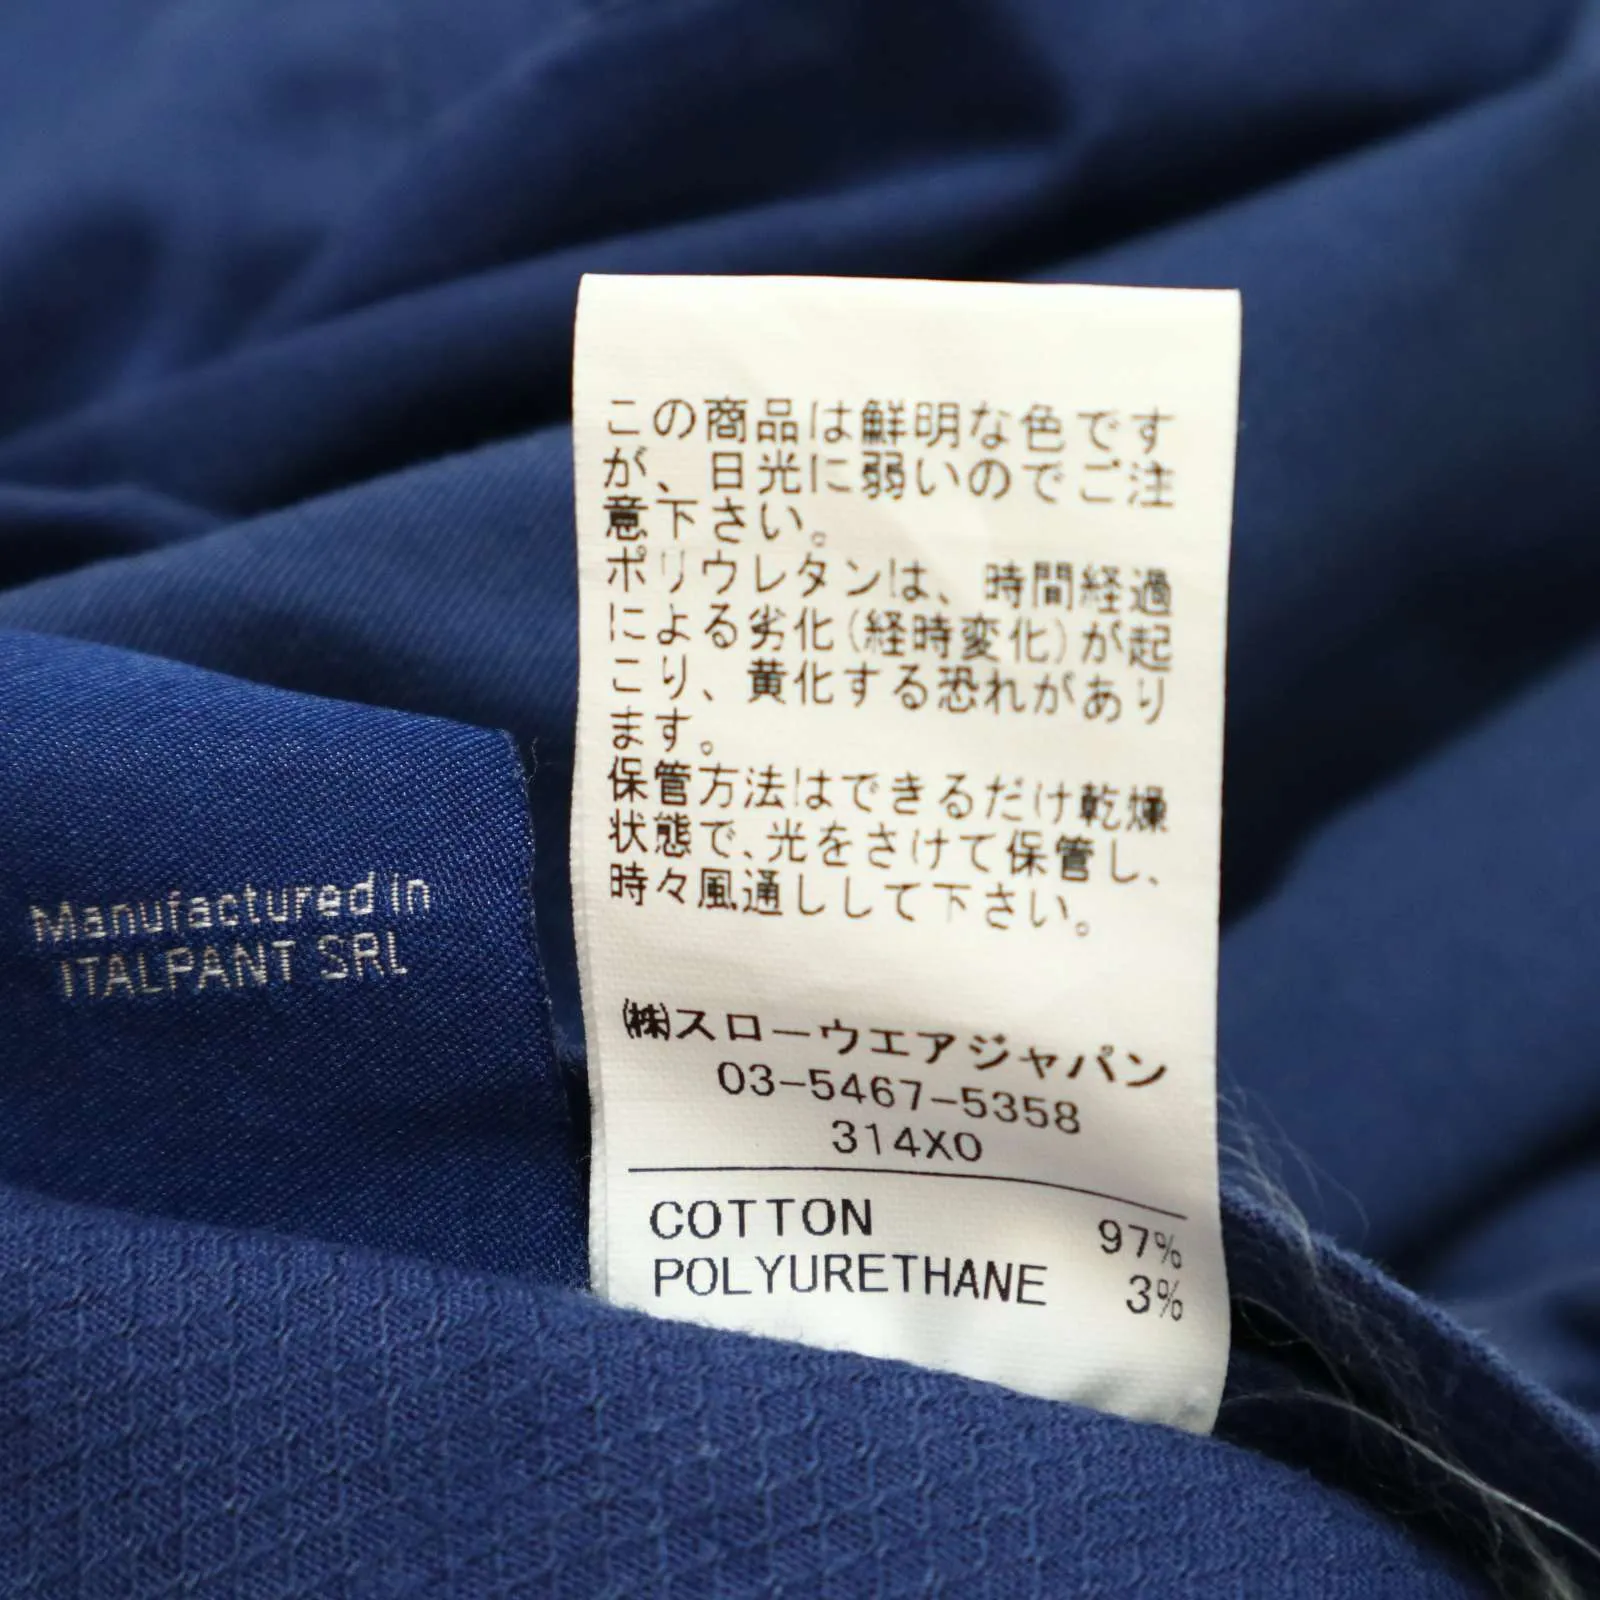 この商品は鮮明な色です
が、日光に弱いのでご注
意下さい。
ポリウレタンは、時間経過
による劣化(経時変化)が起
こり、黄化する恐れがあり
ます。
保管方法はできるだけ乾燥
状態で、光をさけて保管し、
時々風通しして下さい。
(株)スローウエアジャパン
03-5467-5358
314XO
COTTON 97%
POLYURETHANE 3%
Manufactured in
ITALPANT SRL